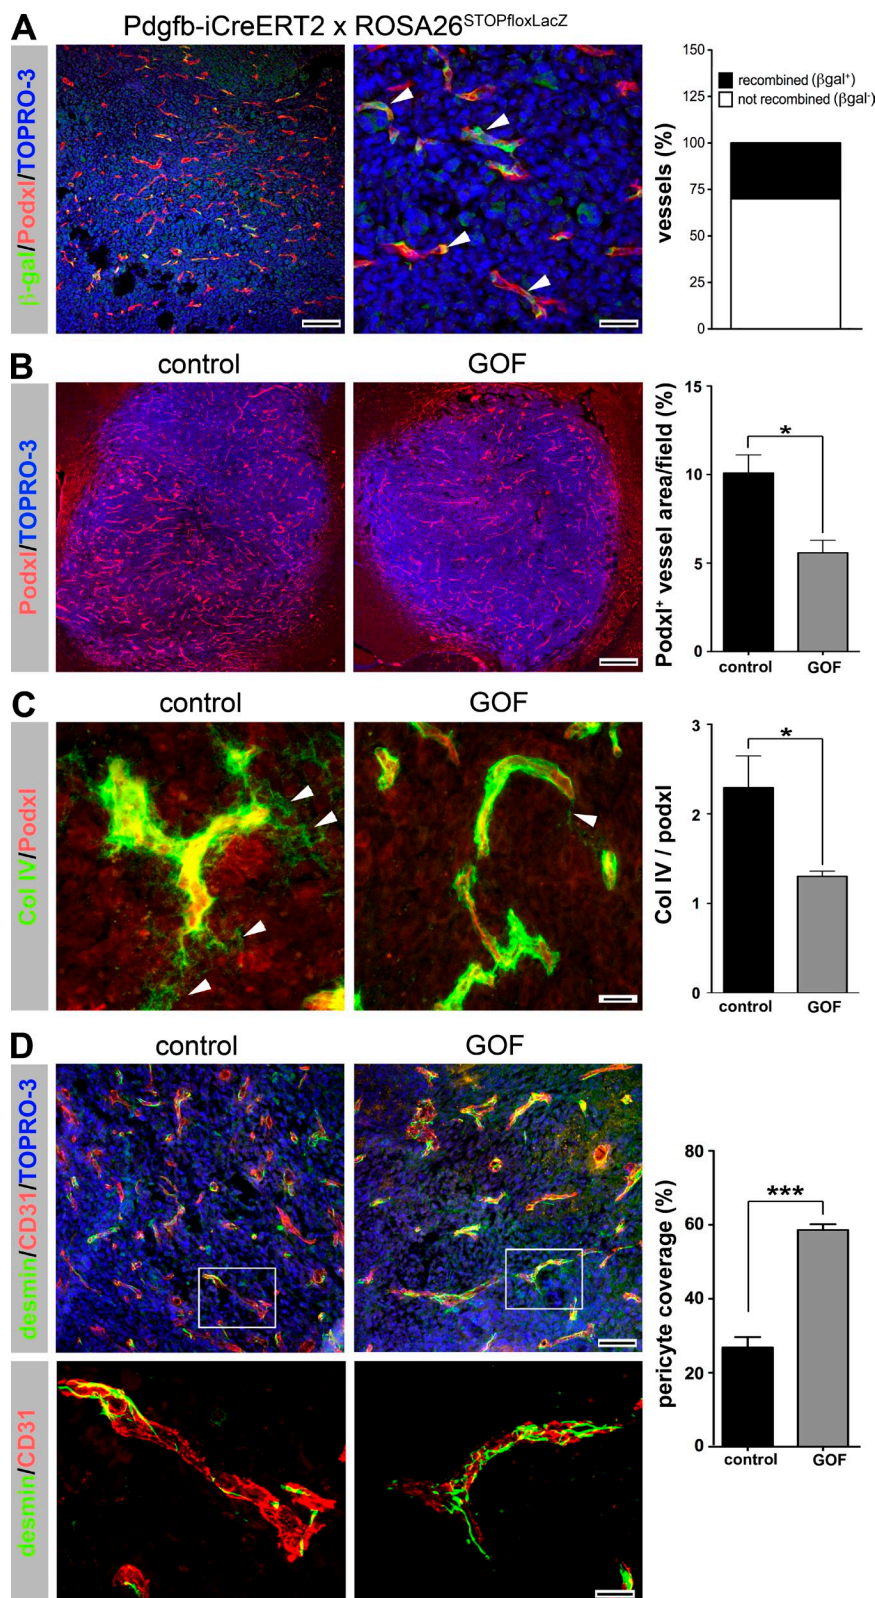 A
Pdgfb-iCreERT2 x ROSA26^STOPfloxLacZ
β-gal/Podxl/TOPRO-3
150
125
100
75
50
25
0
vessels (%)
recombined (βgal⁺)
not recombined (βgal⁻)
B
control
GOF
Podxl/TOPRO-3
15
10
5
0
Podxl⁺ vessel area/field (%)
*
control
GOF
C
control
GOF
Col IV/Podxl
3
2
1
0
Col IV / podxl
*
control
GOF
D
control
GOF
desmin/CD31/TOPRO-3
desmin/CD31
80
60
40
20
0
pericyte coverage (%)
***
control
GOF